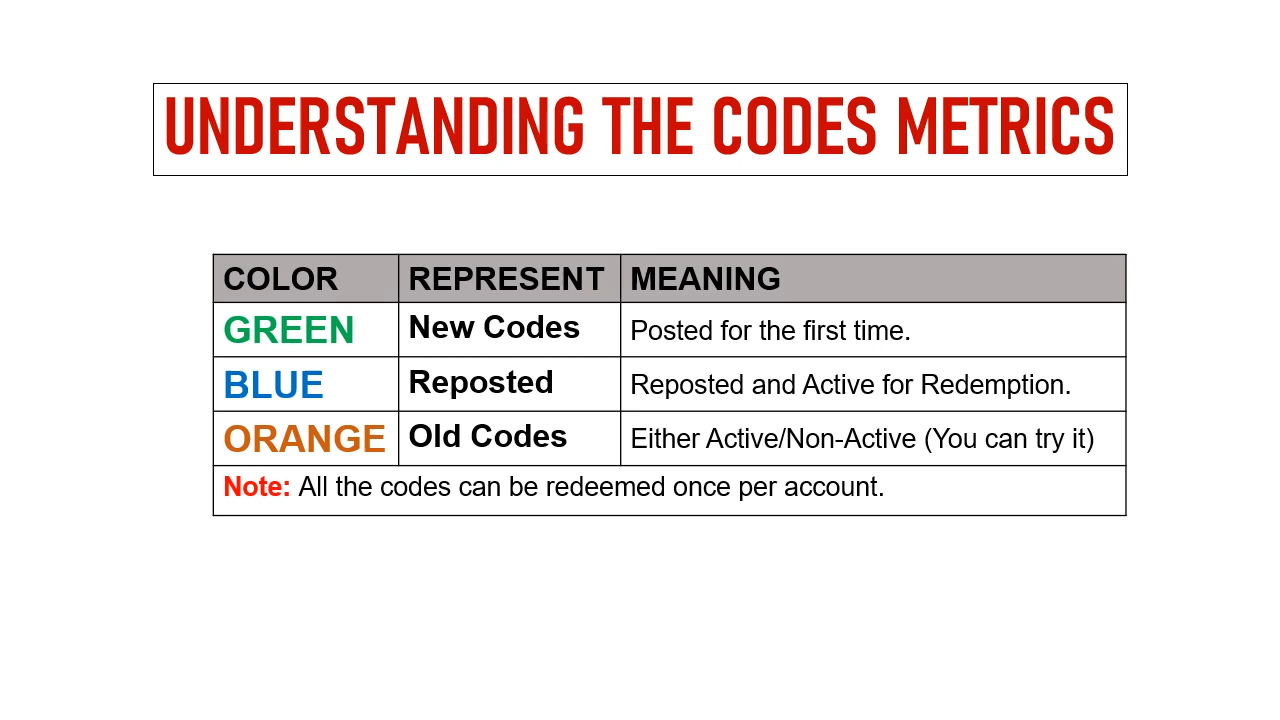 UNDERSTANDING THE CODES METRICS
COLOR REPRESENT MEANING
GREEN New Codes Posted for the first time.
BLUE Reposted Reposted and Active for Redemption.
ORANGE Old Codes Either Active/Non-Active (You can try it)
Note: All the codes can be redeemed once per account.